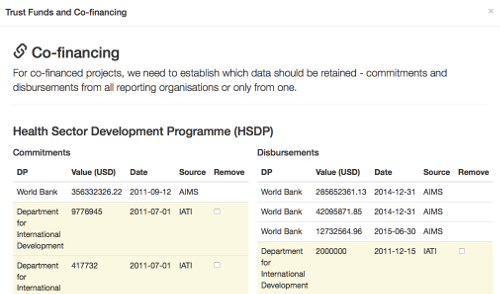 Trust Funds and Co-financing
×
Co-financing
For co-financed projects, we need to establish which data should be retained - commitments and
disbursements from all reporting organisations or only from one.
Health Sector Development Programme (HSDP)
Commitments
DP Value (USD) Date Source Remove
World Bank 356332326.22 2011-09-12 AIMS
Department 9776945 2011-07-01 IATI
for
International
Development
Department 417732 2011-07-01 IATI
for
International
Disbursements
DP Value (USD) Date Source Remove
World Bank 285652361.13 2014-12-31 AIMS
World Bank 42095871.85 2014-12-31 AIMS
World Bank 12732564.96 2015-06-30 AIMS
Department 2000000 2011-12-15 IATI
for
International
Development